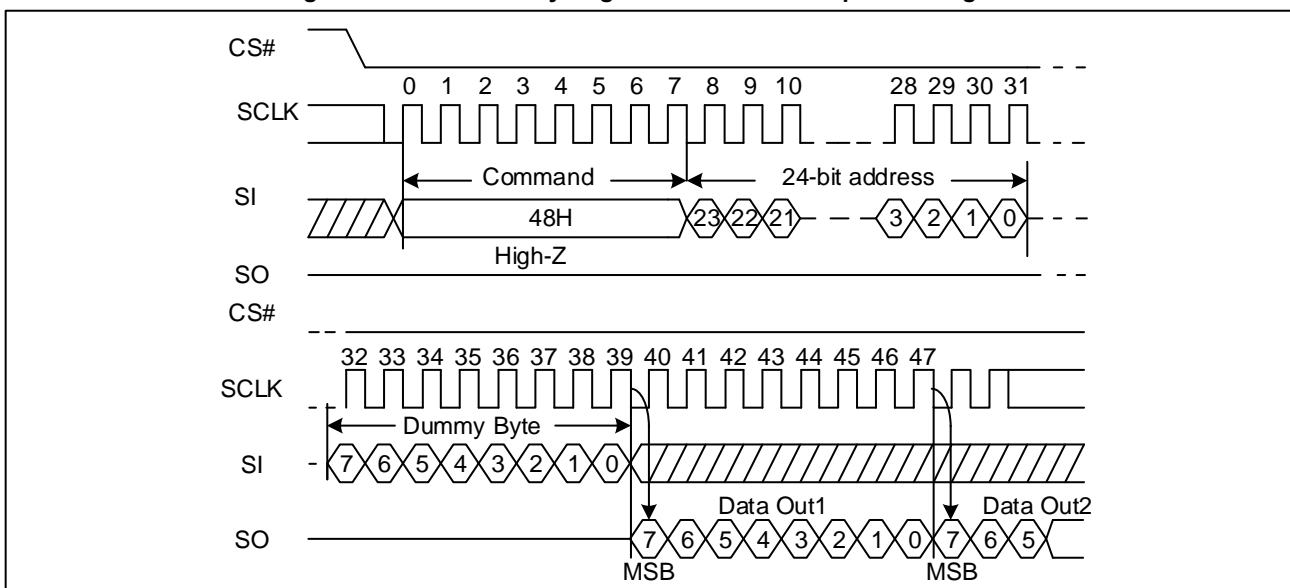 CS#
0 1 2 3 4 5 6 7 8 9 10 28 29 30 31
SCLK
Command 24-bit address
SI
48H 23 22 21 3 2 1 0
High-Z
SO
CS#
32 33 34 35 36 37 38 39 40 41 42 43 44 45 46 47
SCLK
Dummy Byte
SI 7 6 5 4 3 2 1 0
Data Out1 Data Out2
SO 7 6 5 4 3 2 1 0 7 6 5
MSB MSB